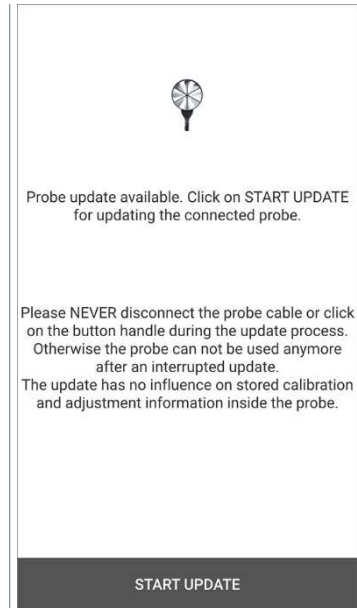 Probe update available. Click on START UPDATE
for updating the connected probe.
Please NEVER disconnect the probe cable or click
on the button handle during the update process.
Otherwise the probe can not be used anymore
after an interrupted update.
The update has no influence on stored calibration
and adjustment information inside the probe.
START UPDATE